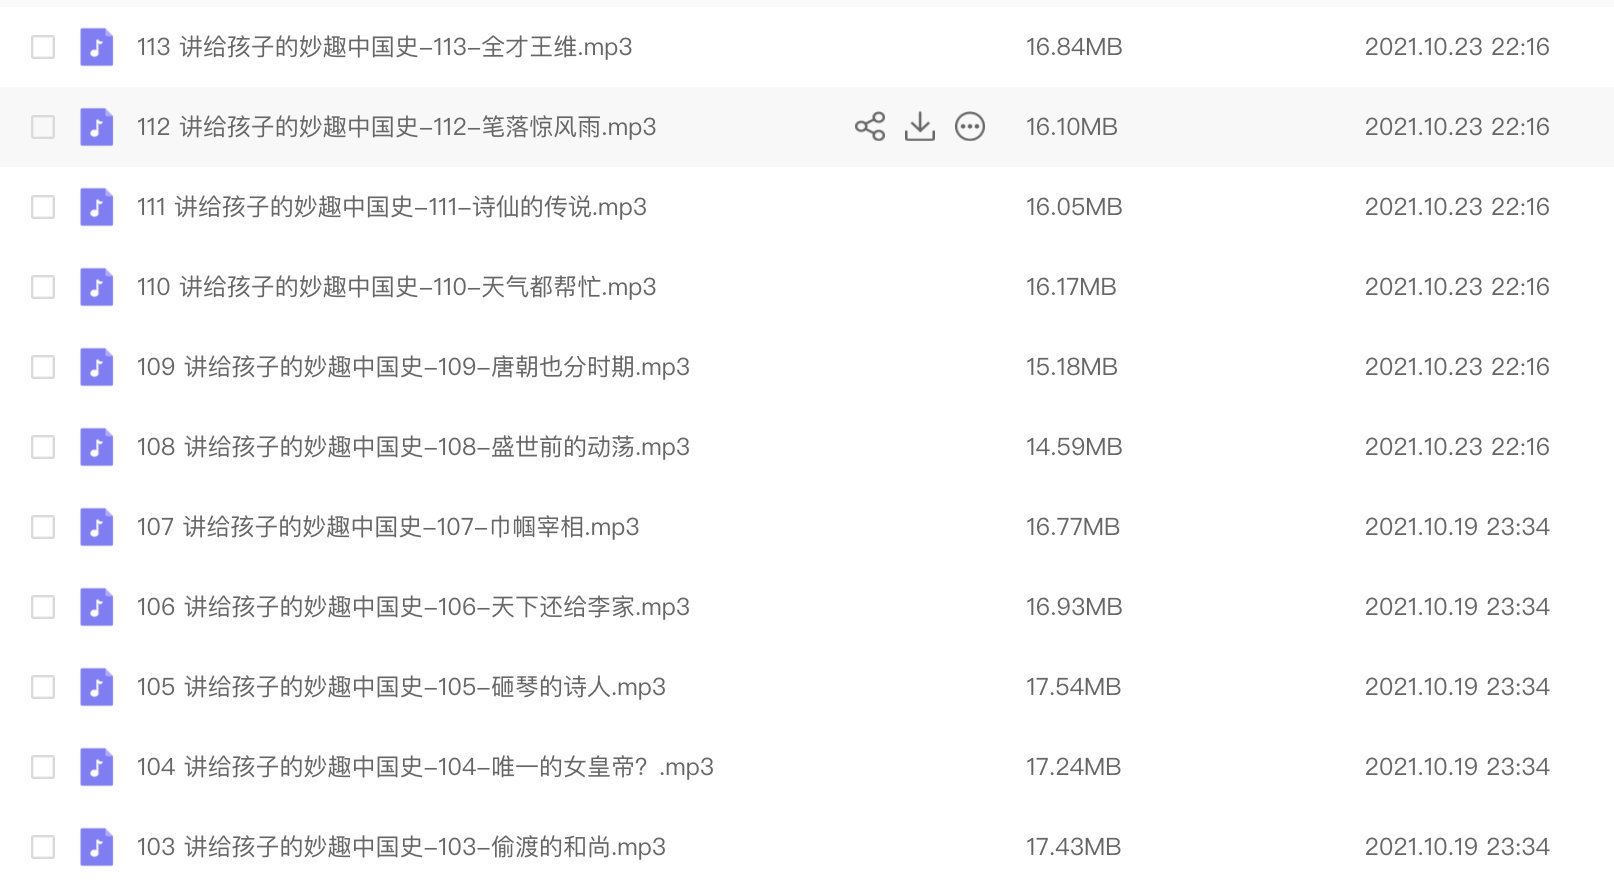 113 讲给孩子的妙趣中国史-113-全才王维.mp3 16.84MB 2021.10.23 22:16
112 讲给孩子的妙趣中国史-112-笔落惊风雨.mp3 16.10MB 2021.10.23 22:16
111 讲给孩子的妙趣中国史-111-诗仙的传说.mp3 16.05MB 2021.10.23 22:16
110 讲给孩子的妙趣中国史-110-天气都帮忙.mp3 16.17MB 2021.10.23 22:16
109 讲给孩子的妙趣中国史-109-唐朝也分时期.mp3 15.18MB 2021.10.23 22:16
108 讲给孩子的妙趣中国史-108-盛世前的动荡.mp3 14.59MB 2021.10.23 22:16
107 讲给孩子的妙趣中国史-107-巾帼宰相.mp3 16.77MB 2021.10.19 23:34
106 讲给孩子的妙趣中国史-106-天下还给李家.mp3 16.93MB 2021.10.19 23:34
105 讲给孩子的妙趣中国史-105-砸琴的诗人.mp3 17.54MB 2021.10.19 23:34
104 讲给孩子的妙趣中国史-104-唯一的女皇帝？.mp3 17.24MB 2021.10.19 23:34
103 讲给孩子的妙趣中国史-103-偷渡的和尚.mp3 17.43MB 2021.10.19 23:34